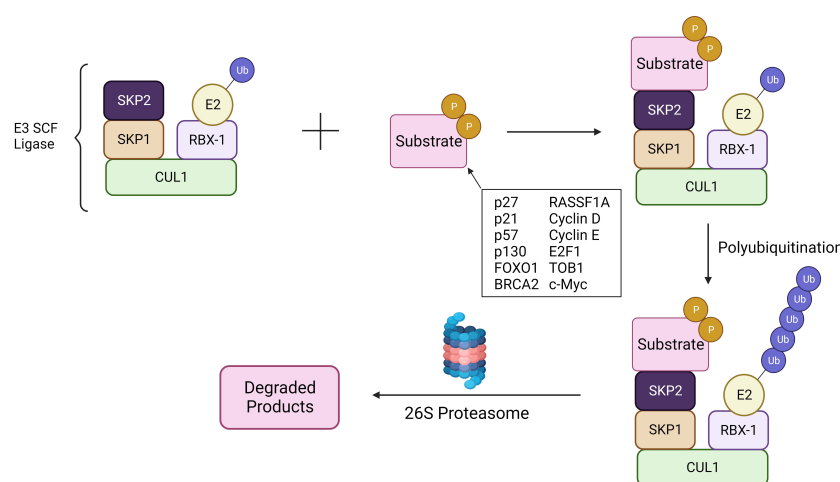 E3 SCF
Ligase
SKP2
SKP1
CUL1
RBX-1
E2
Ub
Substrate
P
P
p27 RASSF1A
p21 Cyclin D
p57 Cyclin E
p130 E2F1
FOXO1 TOB1
BRCA2 c-Myc
P
P
Substrate
SKP2
SKP1
CUL1
RBX-1
E2
Ub
Polyubiquitination
P
P
Substrate
SKP2
SKP1
CUL1
RBX-1
E2
Ub
Ub
Ub
Ub
Ub
26S Proteasome
Degraded
Products